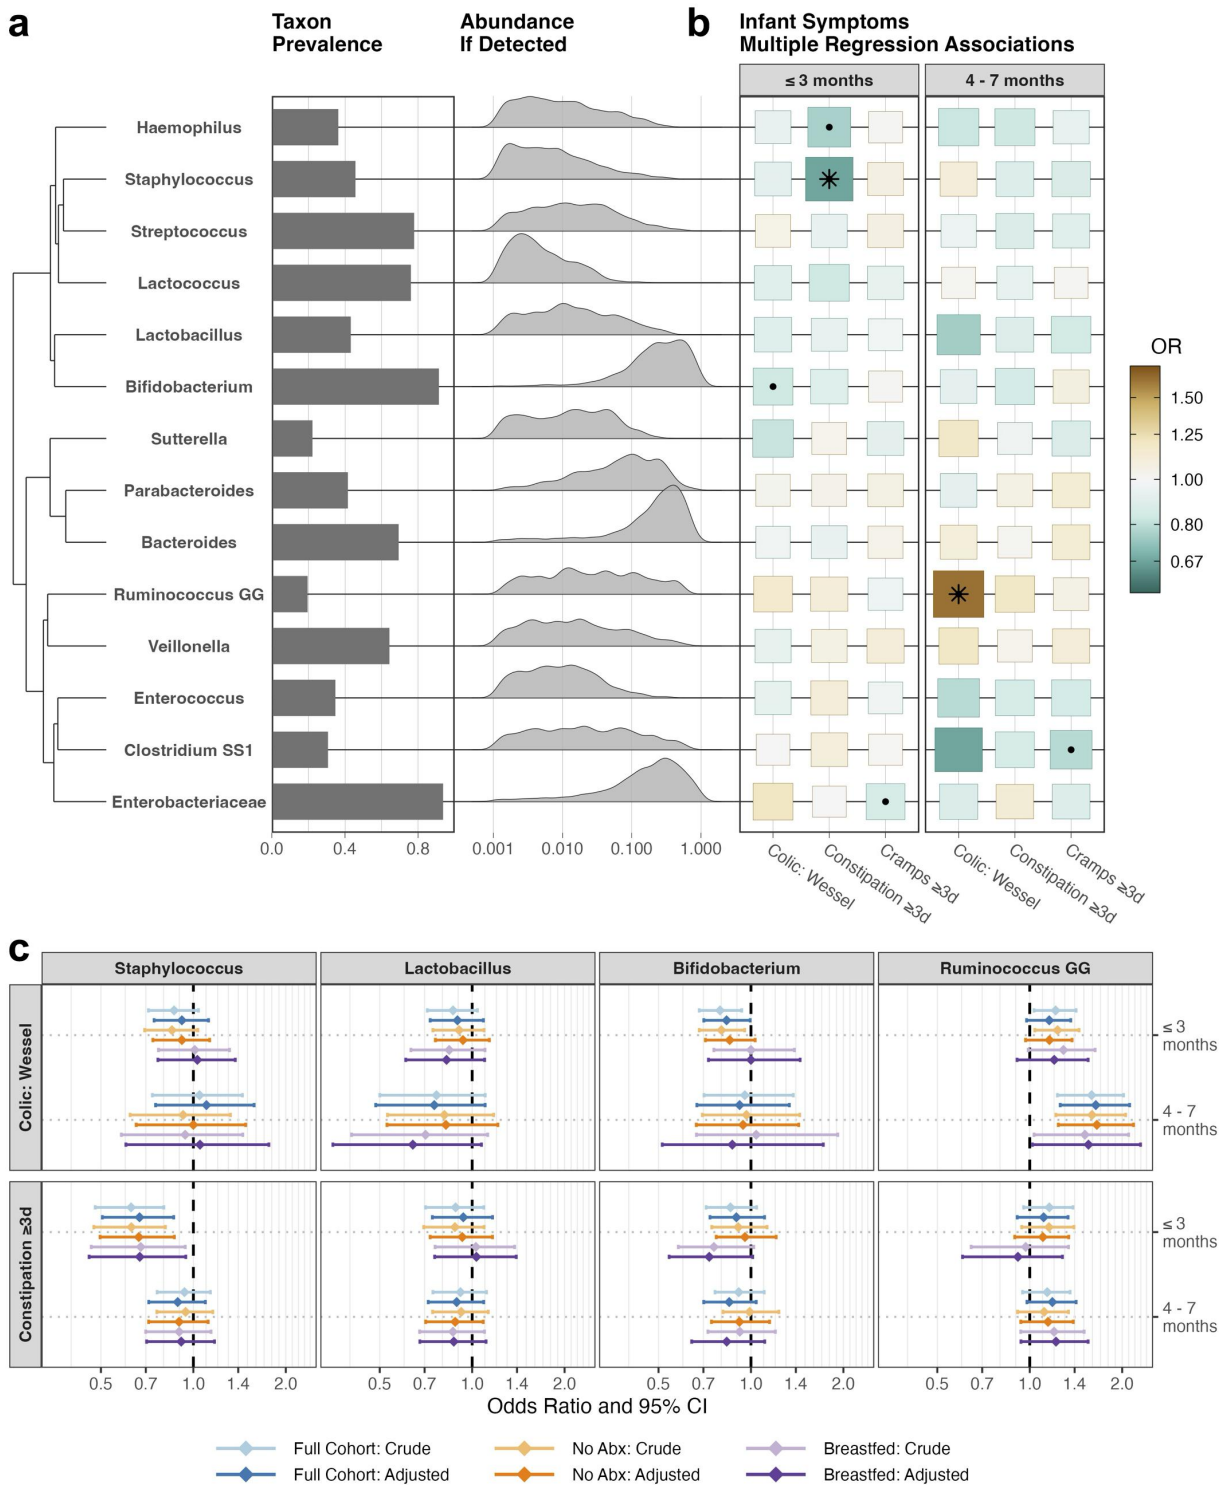 a
Taxon
Prevalence
Abundance
If Detected
b
Infant Symptoms
Multiple Regression Associations
≤ 3 months
4 - 7 months
Haemophilus
Staphylococcus
Streptococcus
Lactococcus
Lactobacillus
Bifidobacterium
Sutterella
Parabacteroides
Bacteroides
Ruminococcus GG
Veillonella
Enterococcus
Clostridium SS1
Enterobacteriaceae
OR
1.50
1.25
1.00
0.80
0.67
0.0 0.4 0.8
0.001 0.010 0.100 1.000
Colic: Wessel
Constipation ≥3d
Cramps ≥3d
Colic: Wessel
Constipation ≥3d
Cramps ≥3d
c
Staphylococcus
Lactobacillus
Bifidobacterium
Ruminococcus GG
Colic: Wessel
≤ 3
months
4 - 7
months
Constipation ≥3d
≤ 3
months
4 - 7
months
0.5 0.7 1.0 1.4 2.0
0.5 0.7 1.0 1.4 2.0
0.5 0.7 1.0 1.4 2.0
0.5 0.7 1.0 1.4 2.0
Odds Ratio and 95% CI
Full Cohort: Crude
No Abx: Crude
Breastfed: Crude
Full Cohort: Adjusted
No Abx: Adjusted
Breastfed: Adjusted